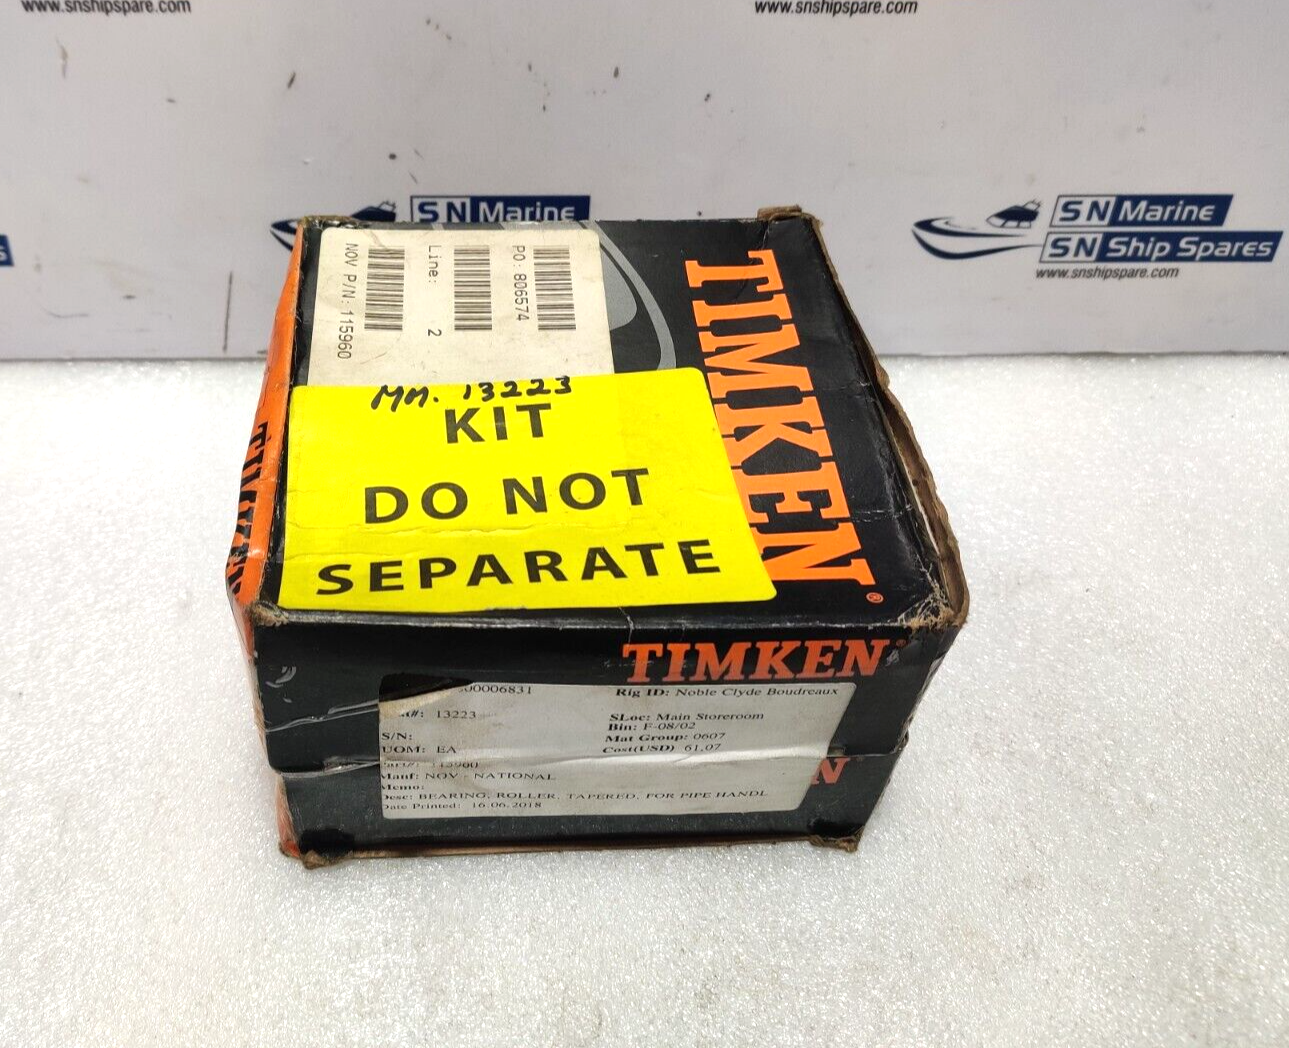 www.snshipspare.com
www.snshipspare.com
SN Marine
SN Marine
SN Ship Spares
www.snshipspare.com
PO: 806574
Line: 2
NOV P/N: 115960
TIMKEN®
MM. 13223
KIT
DO NOT
SEPARATE
TIMKEN
TIMKEN
00006831
Rig ID: Noble Clyde Boudreaux
13223
SLoc: Main Storeroom
S/N:
Bin: F-08/02
UOM: EA
Mat Group: 0607
Cost(USD) 61.07
115960
Manf: NOV - NATIONAL
Memo:
Desc: BEARING, ROLLER, TAPERED, FOR PIPE HANDL
Date Printed: 16.06.2018